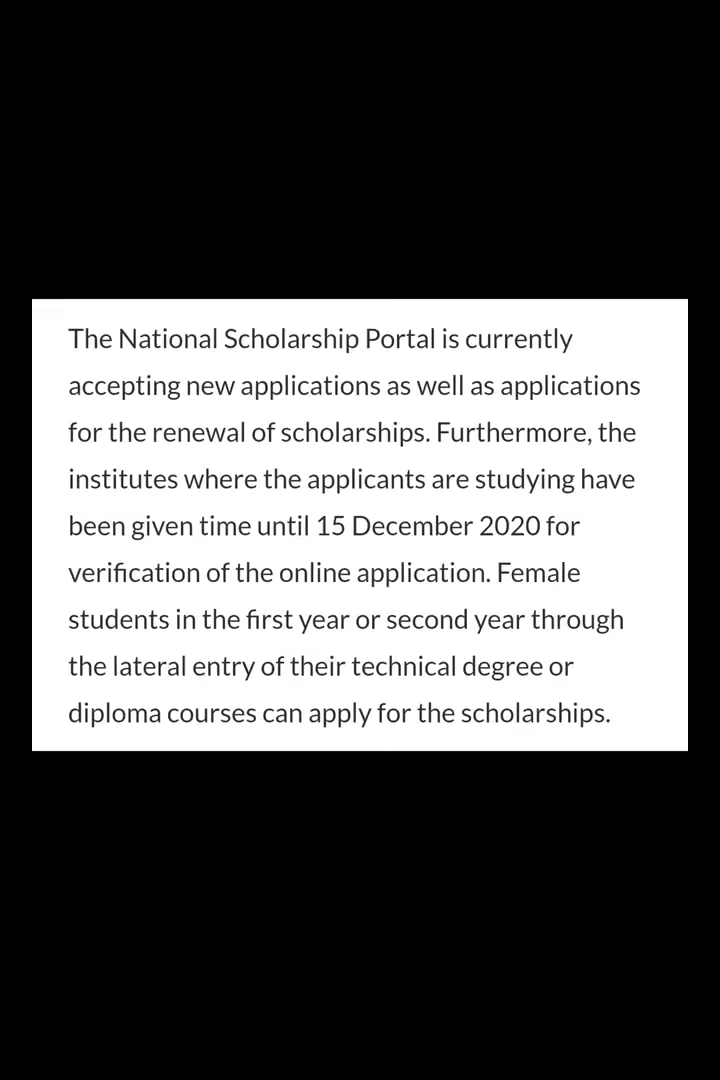 The National Scholarship Portal is currently
accepting new applications as well as applications
for the renewal of scholarships. Furthermore, the
institutes where the applicants are studying have
been given time until 15 December 2020 for
verification of the online application. Female
students in the first year or second year through
the lateral entry of their technical degree or
diploma courses can apply for the scholarships.